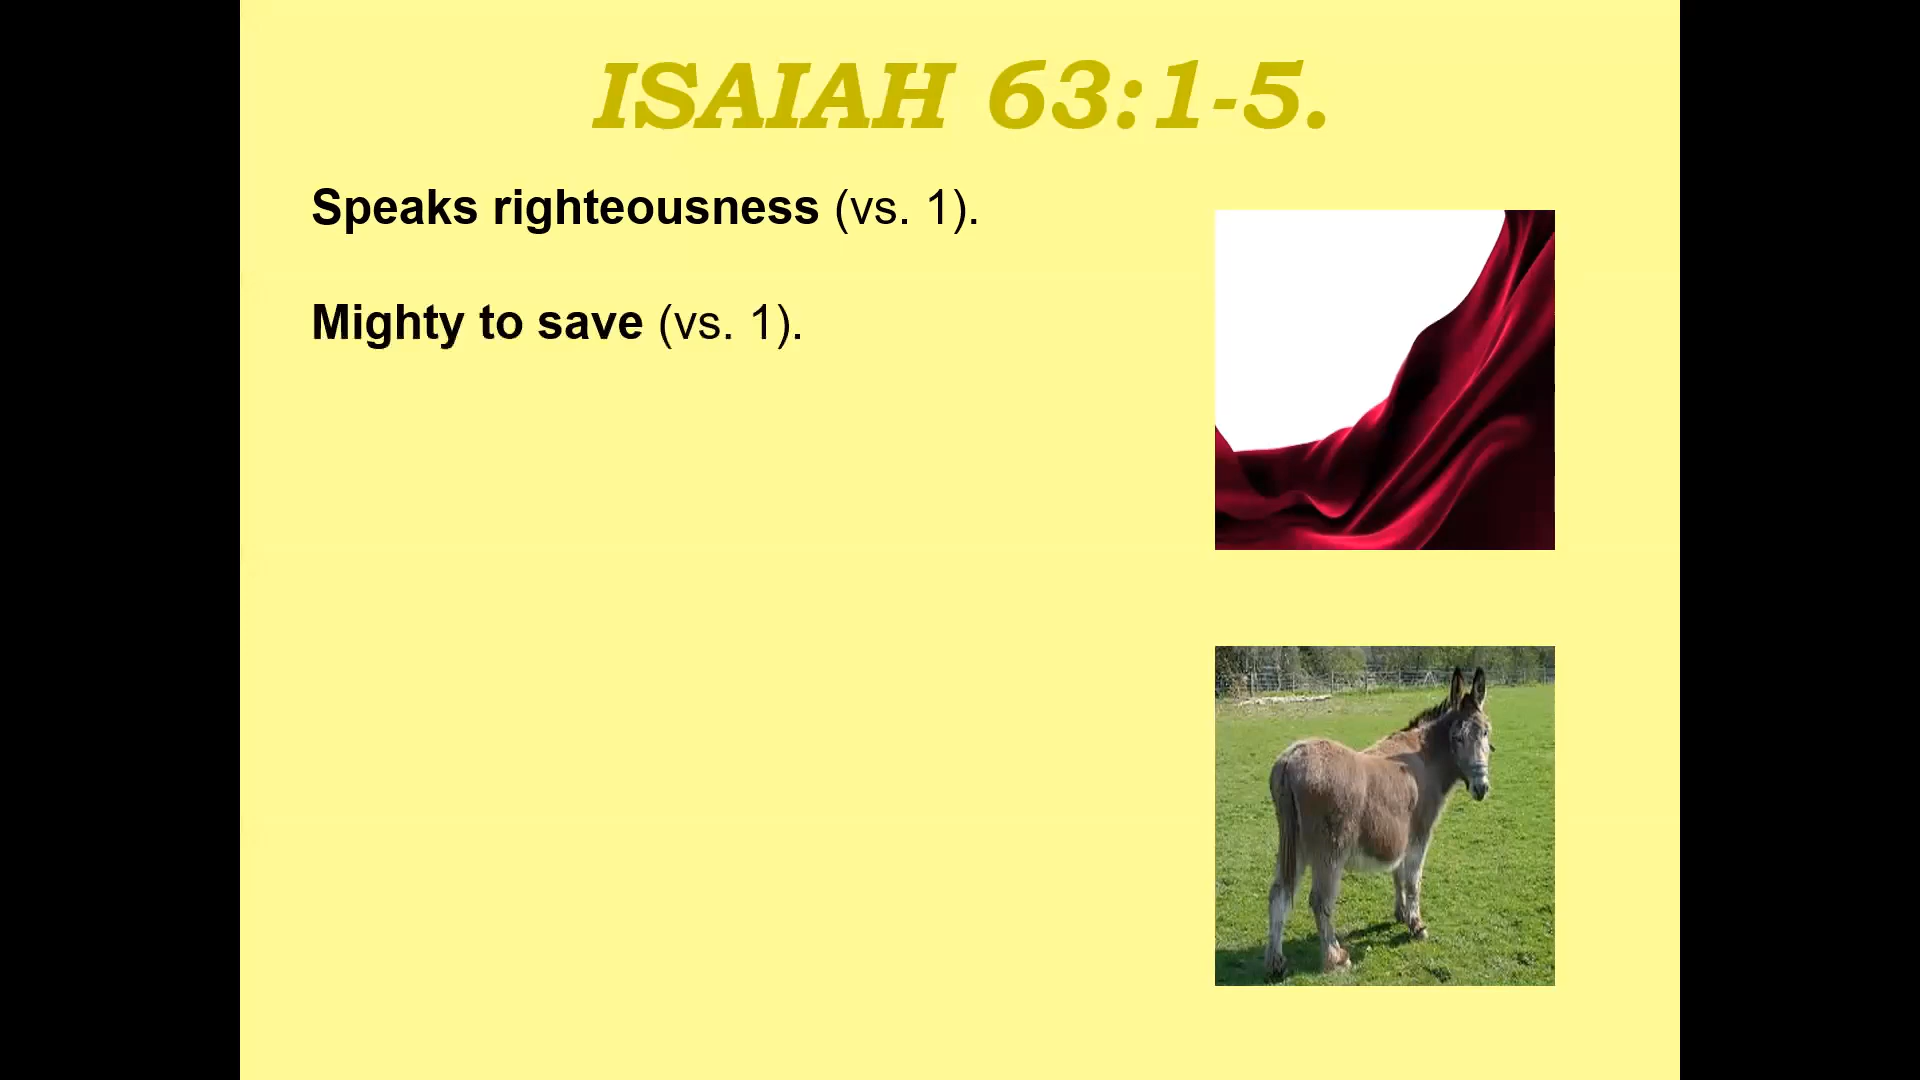 ISAIAH 63:1-5.
Speaks righteousness (vs. 1).
Mighty to save (vs. 1).